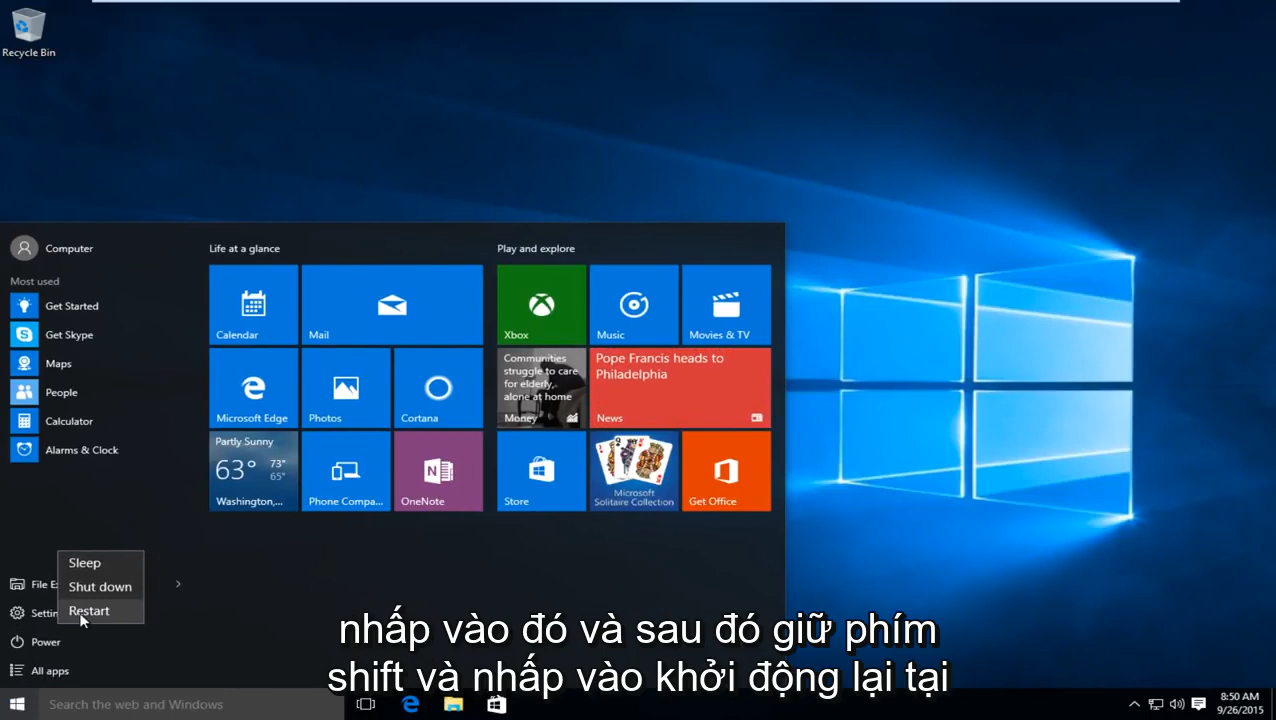 Recycle Bin
Computer
Most used
Get Started
Get Skype
Maps
People
Calculator
Alarms & Clock
Life at a glance
Calendar
Mail
Microsoft Edge
Photos
Cortana
Partly Sunny
63° 73°
65°
Washington,...
Phone Compa...
OneNote
Play and explore
Xbox
Music
Movies & TV
Communities
struggle to care
for elderly,
alone at home
Money
Pope Francis heads to
Philadelphia
News
Store
Microsoft
Solitaire Collection
Get Office
Sleep
Shut down
Restart
File E
Settin
Power
All apps
nhấp vào đó và sau đó giữ phím
shift và nhấp vào khởi động lại tại
Search the web and Windows
8:50 AM
9/26/2015